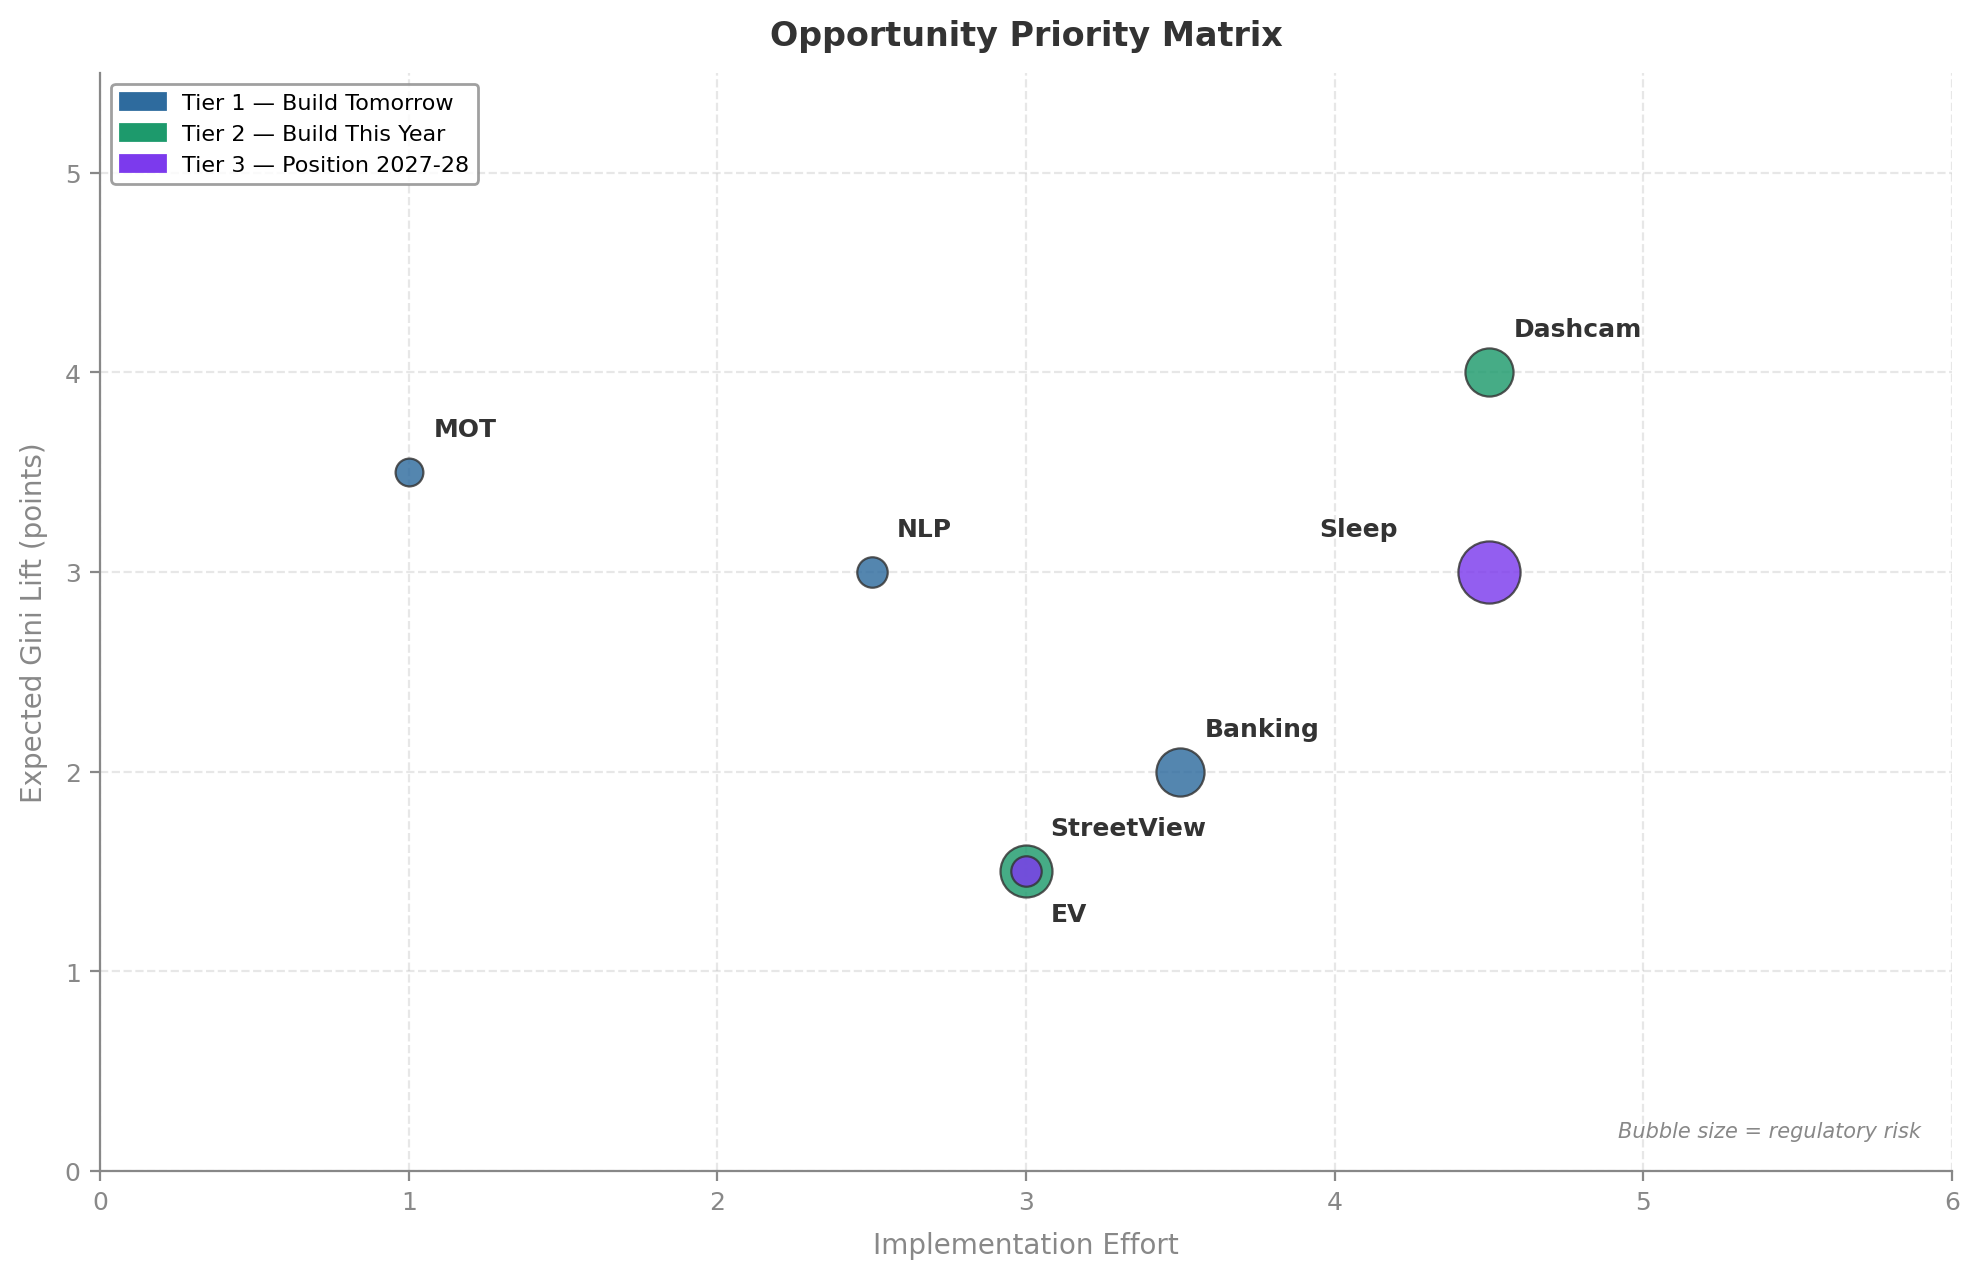 Opportunity Priority Matrix
Tier 1 — Build Tomorrow
Tier 2 — Build This Year
Tier 3 — Position 2027-28
Expected Gini Lift (points)
5
4
3
2
1
0
Dashcam
MOT
NLP
Sleep
Banking
StreetView
EV
Bubble size = regulatory risk
0 1 2 3 4 5 6
Implementation Effort